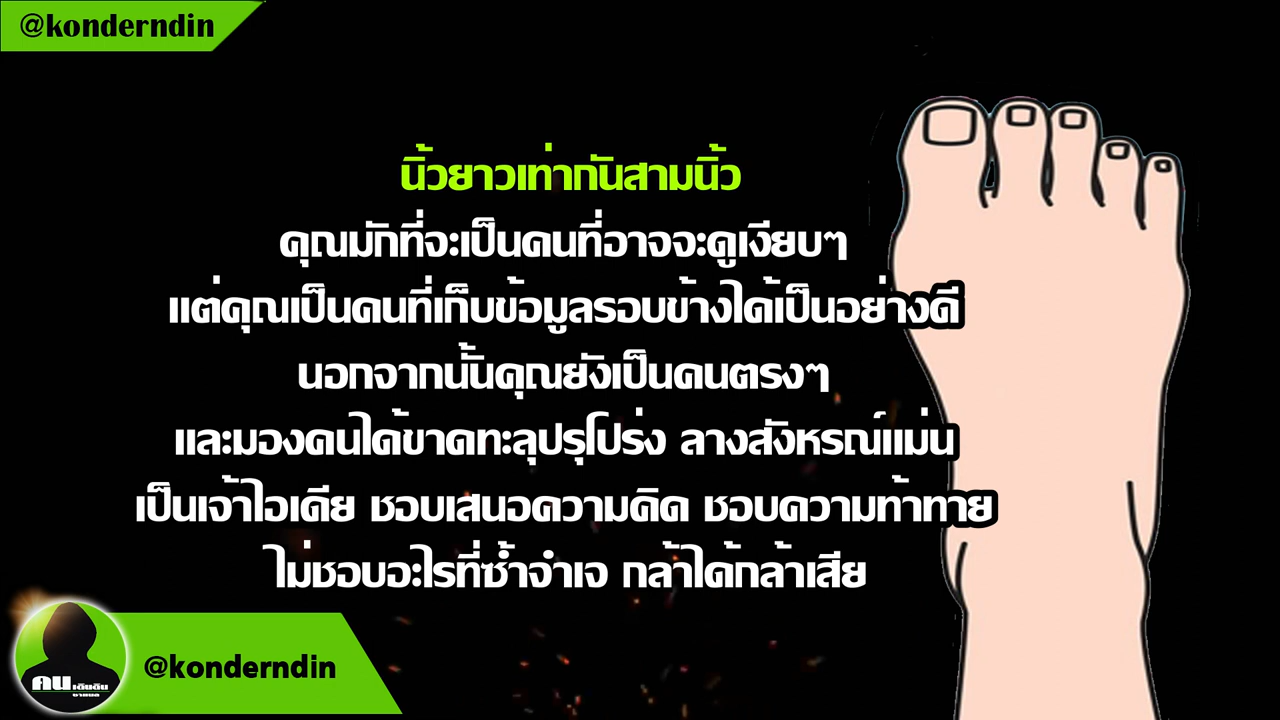 @konderndin
นิ้วยาวเท่ากันสามนิ้ว
คุณมักที่จะเป็นคนที่อาจจะดูเงียบๆ
แต่คุณเป็นคนที่เก็บข้อมูลรอบข้างได้เป็นอย่างดี
นอกจากนั้นคุณยังเป็นคนตรงๆ
และมองคนได้ขาดทะลุปรุโปร่ง ลางสังหรณ์แม่น
เป็นเจ้าไอเดีย ชอบเสนอความคิด ชอบความท้าทาย
ไม่ชอบอะไรที่ซ้ำจำเจ กล้าได้กล้าเสีย
@konderndin
คนเดินดิน
ชาแนล